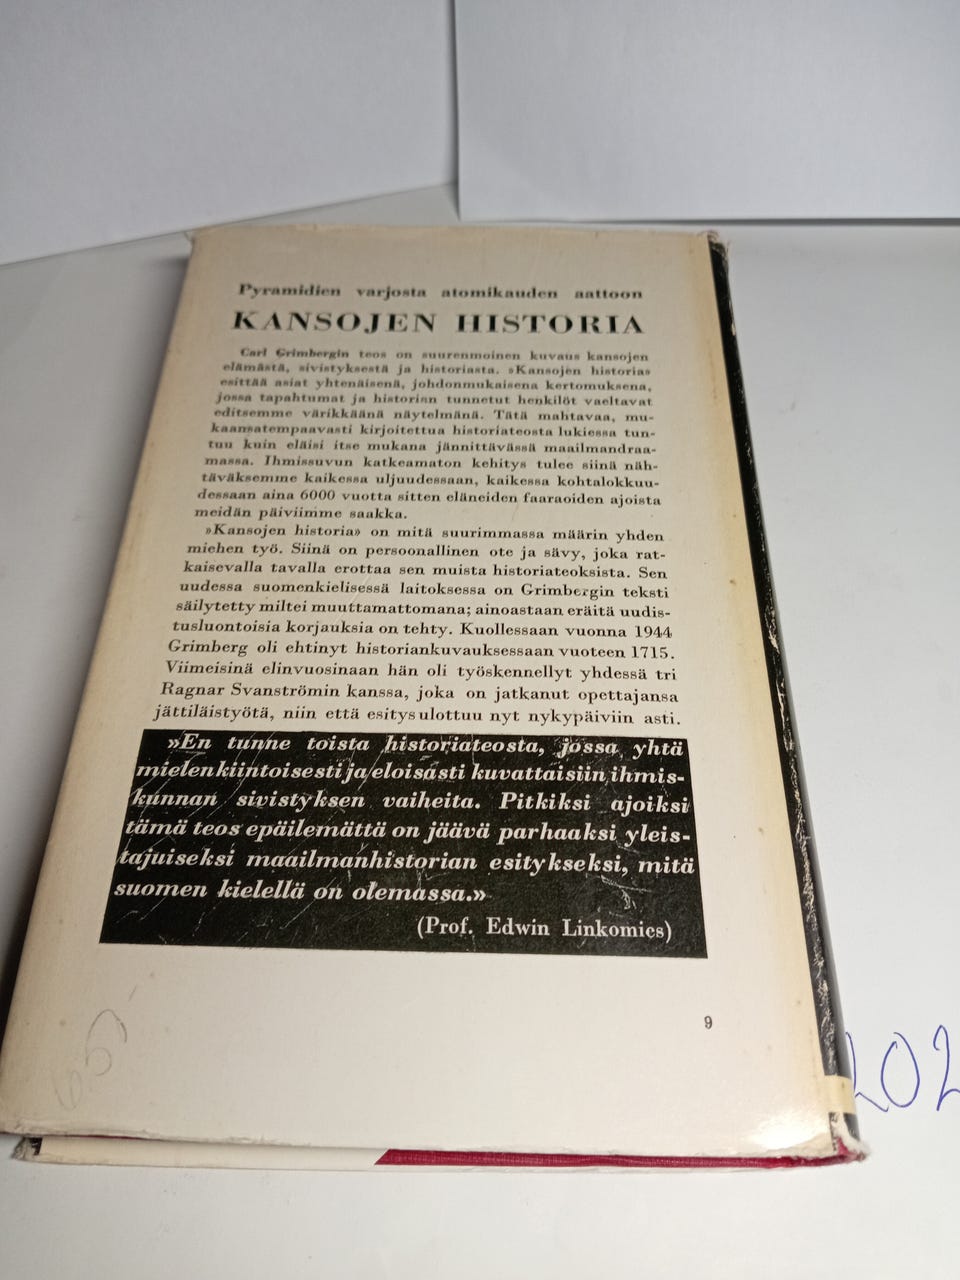 Pyramidien varjosta atomikauden aattoon
KANSOJEN HISTORIA
Carl Grimbergin teos on suurenmoinen kuvaus kansojen
elämästä, sivistyksestä ja historiasta. »Kansojen historia»
esittää asiat yhtenäisenä, johdonmukaisena kertomuksena,
jossa tapahtumat ja historian tunnetut henkilöt vaeltavat
editsemme värikkäänä näytelmänä. Tätä mahtavaa, mu-
kaansatempaavasti kirjoitettua historiateosta lukiessa tun-
tuu kuin eläisi itse mukana jännittävässä maailmandraa-
massa. Ihmissuvun katkeamaton kehitys tulee siinä näh-
täväksemme kaikessa uljuudessaan, kaikessa kohtalokkuu-
dessaan aina 6000 vuotta sitten eläneiden faaraoiden ajoista
meidän päiviimme saakka.
»Kansojen historia» on mitä suurimmassa määrin yhden
miehen työ. Siinä on persoonallinen ote ja sävy, joka rat-
kaisevalla tavalla erottaa sen muista historiateoksista. Sen
uudessa suomenkielisessä laitoksessa on Grimbergin teksti
säilytetty miltei muuttamattomana; ainoastaan eräitä uudis-
tusluontoisia korjauksia on tehty. Kuollessaan vuonna 1944
Grimberg oli ehtinyt historiankuvauksessaan vuoteen 1715.
Viimeisinä elinvuosinaan hän oli työskennellyt yhdessä tri
Ragnar Svanströmin kanssa, joka on jatkanut opettajansa
jättiläistyötä, niin että esitys ulottuu nyt nykypäiviin asti.
»En tunne toista historiateosta, jossa yhtä
mielenkiintoisesti ja eloisasti kuvattaisiin ihmis-
kunnan sivistyksen vaiheita. Pitkiksi ajoiksi
tämä teos epäilemättä on jäävä parhaaksi yleis-
tajuiseksi maailmanhistorian esitykseksi, mitä
suomen kielellä on olemassa.»
(Prof. Edwin Linkomies)
9
202